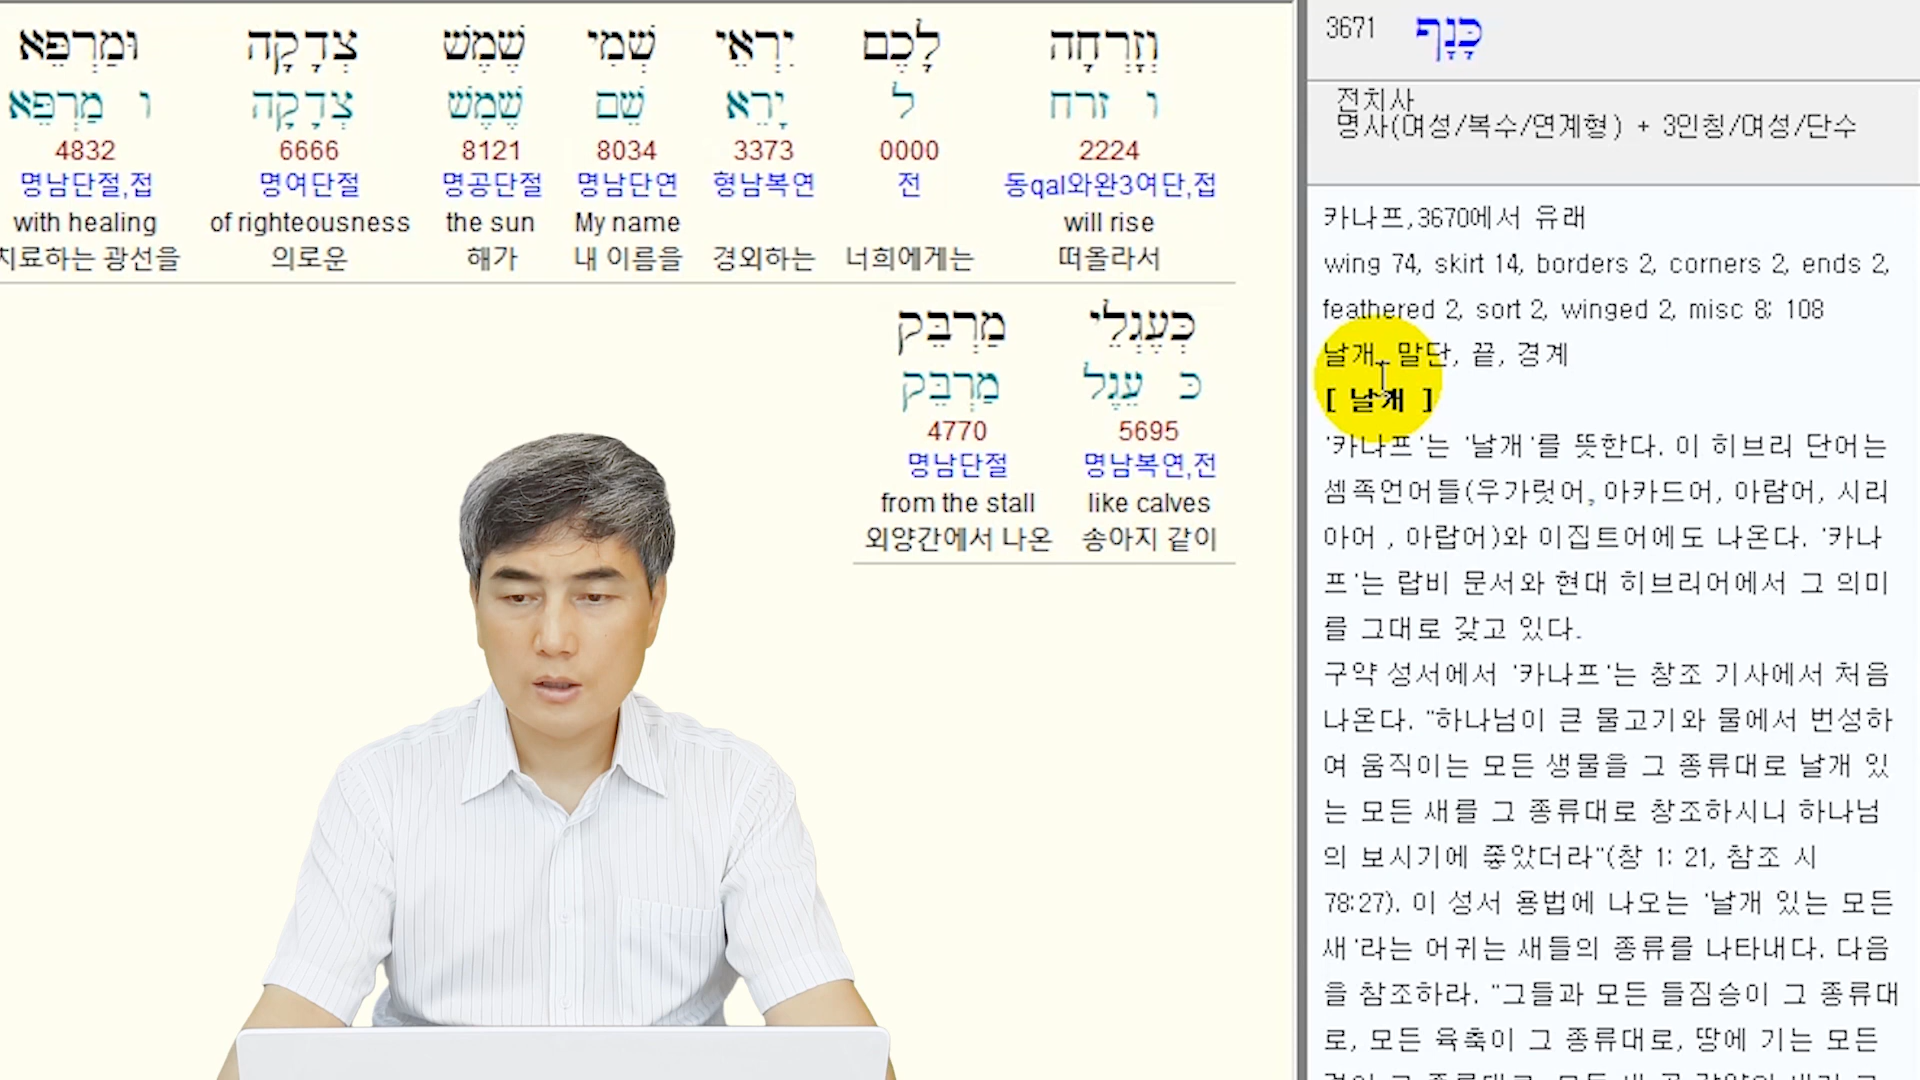 וְזָרְחָה לָכֶם יִרְאֵי שְׁמִי שֶׁמֶשׁ צְדָקָה וּמַרְפֵּא
ו זרח ל יָרֵא שֵׁם שֶׁמֶשׁ צְדָקָה ו מַרְפֵּא
4832 6666 8121 8034 3373 0000 2224
명남단절,접 명여단절 명공단절 명남단연 형남복연 전 동qal와완3여단,접
with healing of righteousness the sun My name will rise
치료하는 광선을 의로운 해가 내 이름을 경외하는 너희에게는 떠올라서
כְּעֶגְלֵי מַרְבֵּק
כּ עֵגֶל מַרְבֵּק
4770 5695
명남단절 명남복연,전
from the stall like calves
외양간에서 나온 송아지 같이
3671 כָּנָף
전치사
명사(여성/복수/연계형) + 3인칭/여성/단수
카나프,3670에서 유래
wing 74, skirt 14, borders 2, corners 2, ends 2,
feathered 2, sort 2, winged 2, misc 8; 108
날개, 말단, 끝, 경계
[ 날개 ]
'카나프'는 '날개'를 뜻한다. 이 히브리 단어는
셈족언어들(우가릿어, 아카드어, 아람어, 시리
아어 , 아랍어)와 이집트어에도 나온다. '카나
프'는 랍비 문서와 현대 히브리어에서 그 의미
를 그대로 갖고 있다.
구약 성서에서 '카나프'는 창조 기사에서 처음
나온다. "하나님이 큰 물고기와 물에서 번성하
여 움직이는 모든 생물을 그 종류대로 날개 있
는 모든 새를 그 종류대로 창조하시니 하나님
의 보시기에 좋았더라"(창 1: 21, 참조 시
78:27). 이 성서 용법에 나오는 '날개 있는 모든
새'라는 어귀는 새들의 종류를 나타내다. 다음
을 참조하라. "그들과 모든 들짐승이 그 종류대
로, 모든 육축이 그 종류대로, 땅에 기는 모든